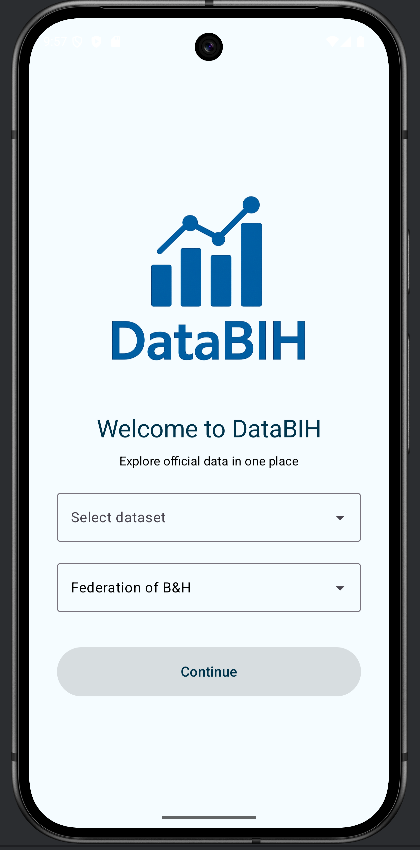 DataBIH
Welcome to DataBIH
Explore official data in one place
Select dataset
Federation of B&H
Continue